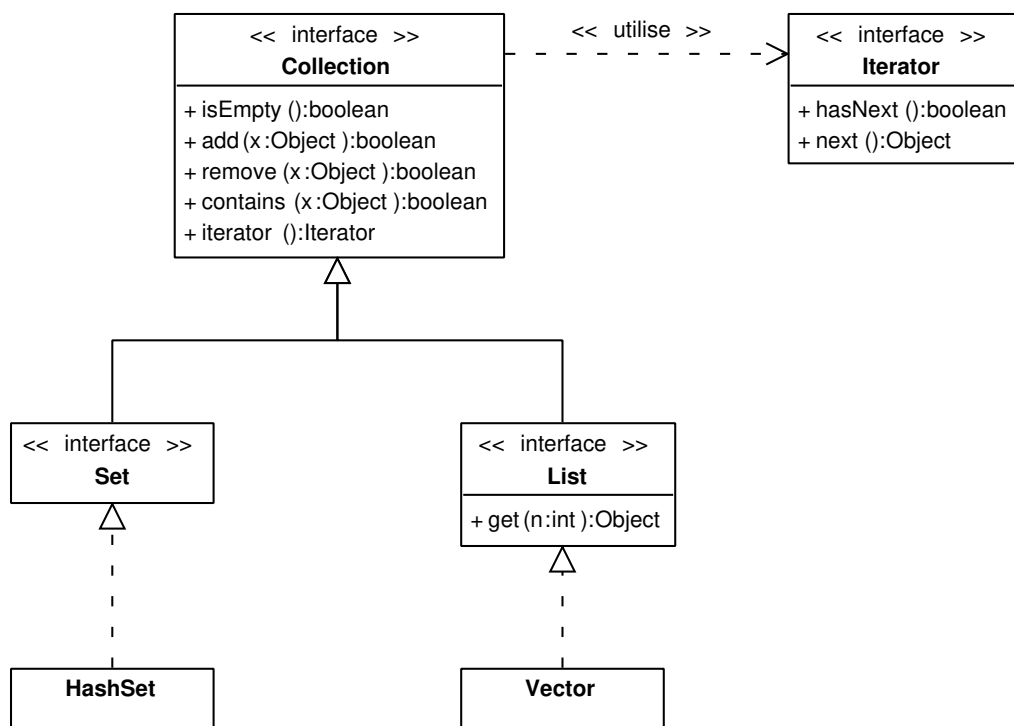 << interface >>
Collection
+ isEmpty ():boolean
+ add (x:Object ):boolean
+ remove (x:Object ):boolean
+ contains (x:Object ):boolean
+ iterator ():Iterator
<< utilise >>
<< interface >>
Iterator
+ hasNext ():boolean
+ next ():Object
<< interface >>
Set
<< interface >>
List
+ get (n:int ):Object
HashSet
Vector